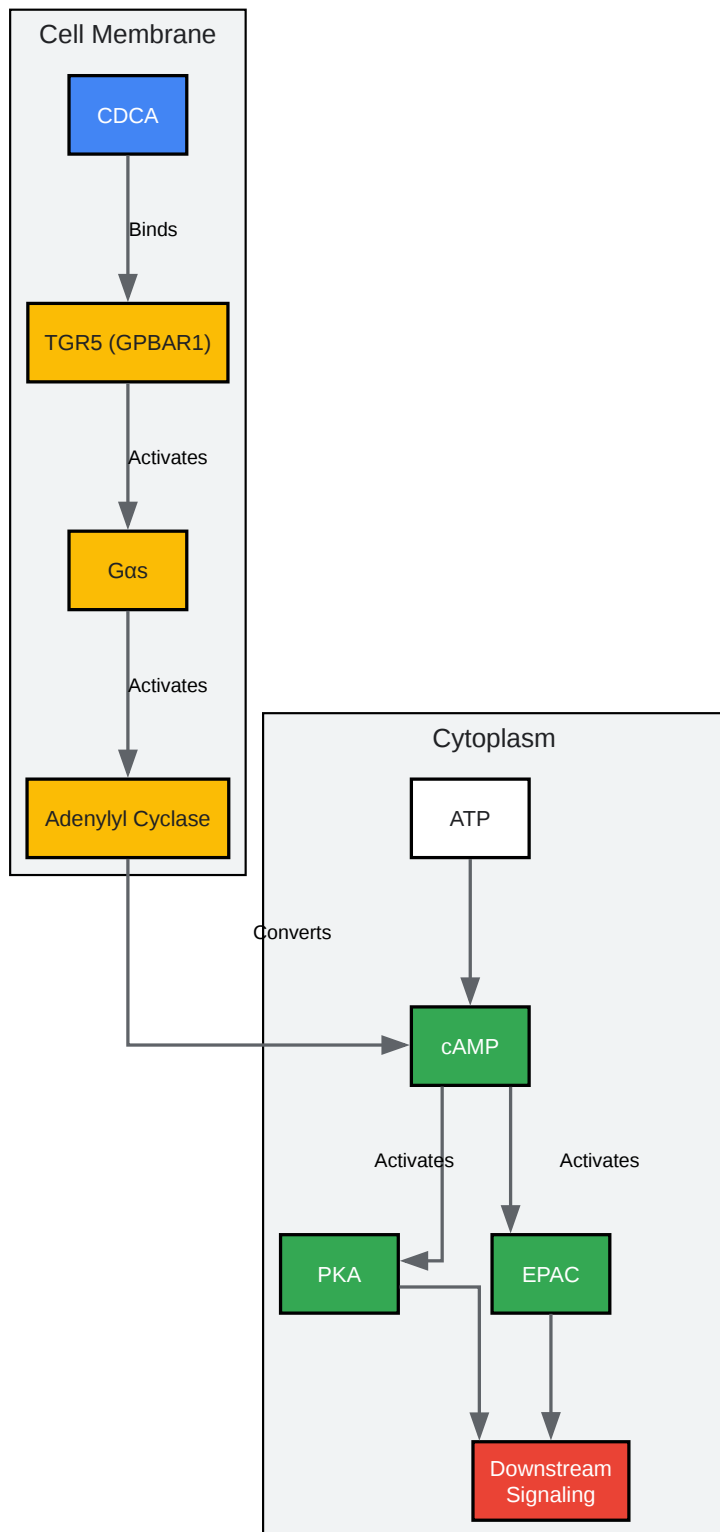 Cell Membrane
CDCA
Binds
TGR5 (GPBAR1)
Activates
Gαs
Activates
Adenylyl Cyclase
Cytoplasm
ATP
Converts
cAMP
Activates
Activates
PKA
EPAC
Downstream
Signaling